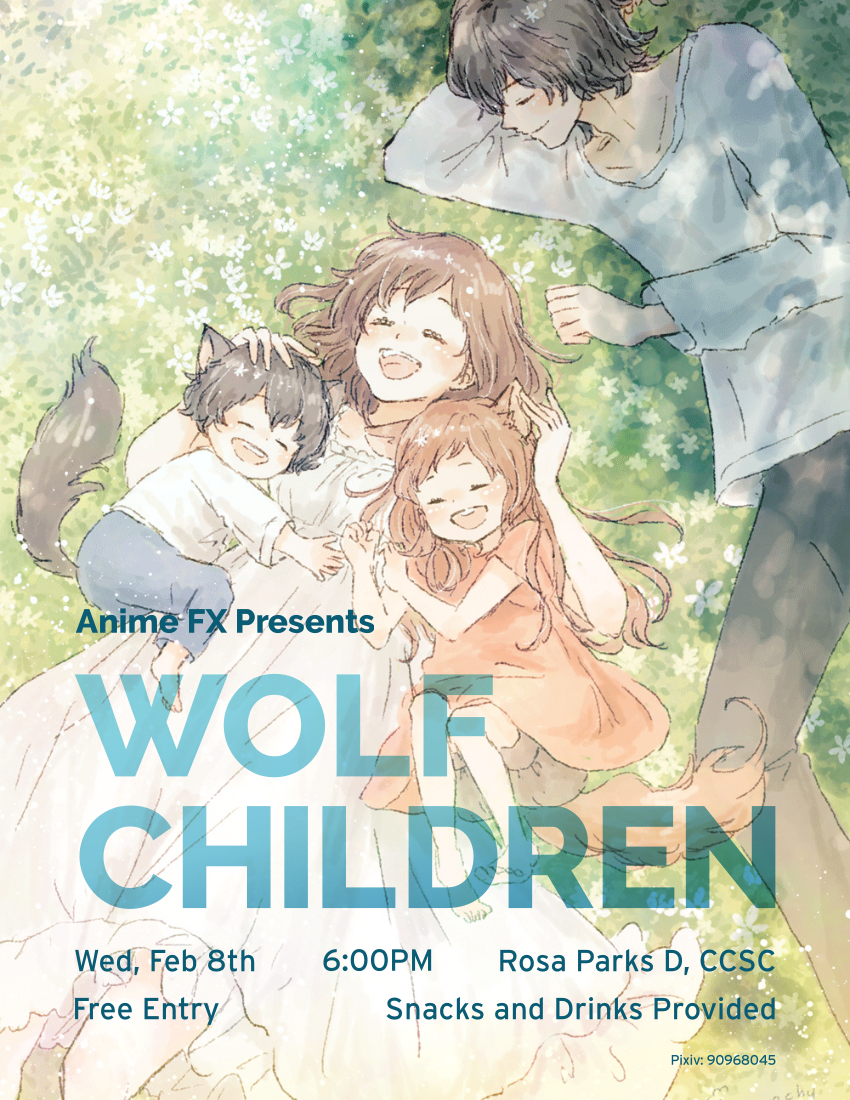 Anime FX Presents
WOLF
CHILDREN
Wed, Feb 8th 6:00PM Rosa Parks D, CCSC
Free Entry Snacks and Drinks Provided
Pixiv: 90968045